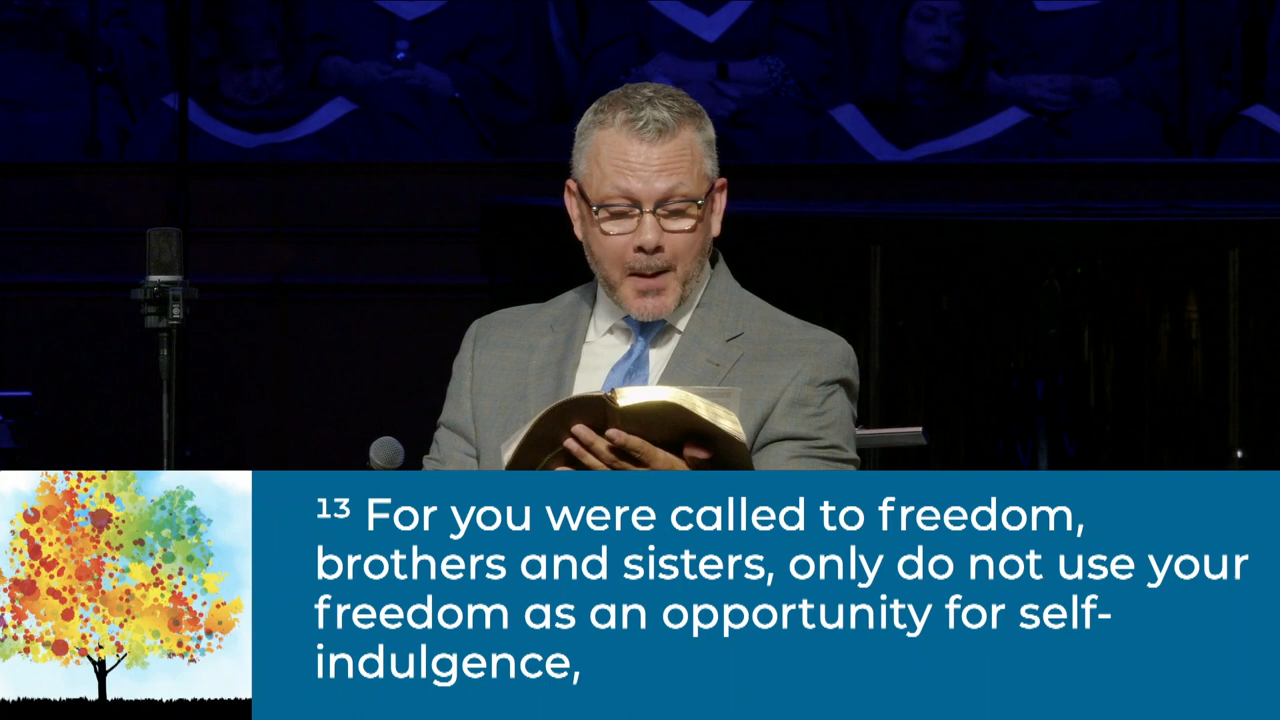 ¹³ For you were called to freedom,
brothers and sisters, only do not use your
freedom as an opportunity for self-
indulgence,